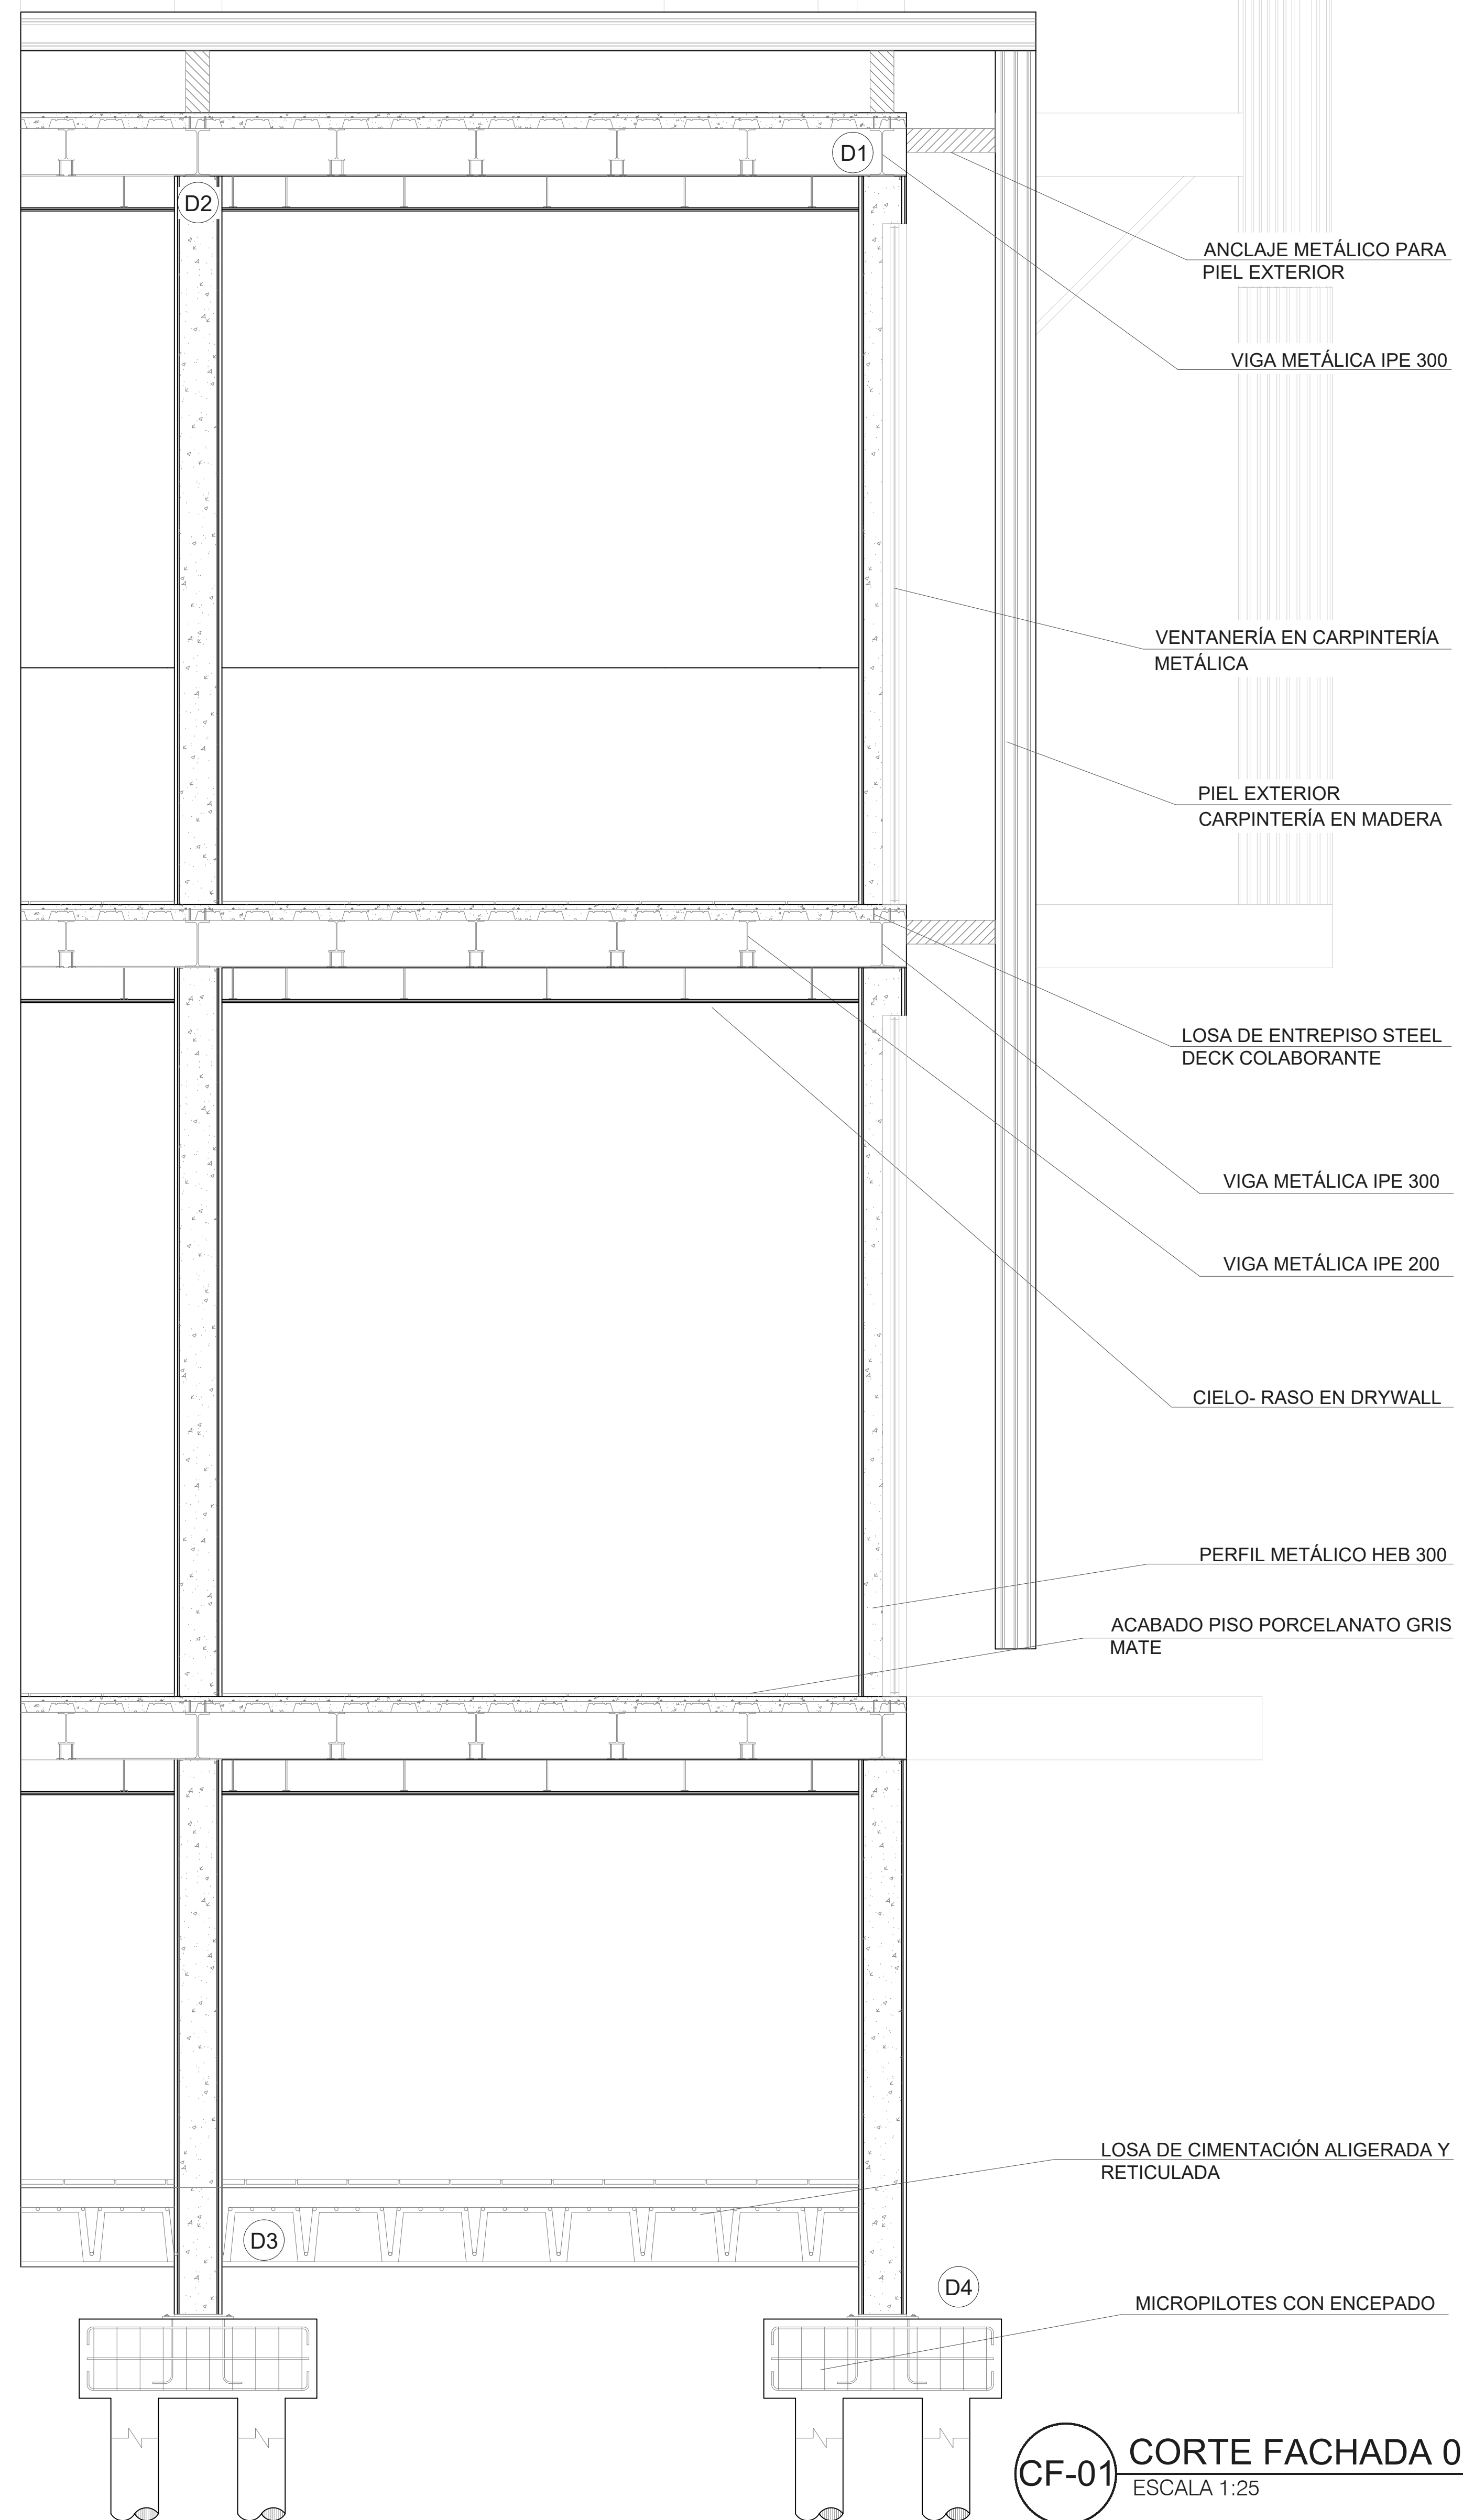 D1
D2
ANCLAJE METÁLICO PARA
PIEL EXTERIOR
VIGA METÁLICA IPE 300
VENTANERÍA EN CARPINTERÍA
METÁLICA
PIEL EXTERIOR
CARPINTERÍA EN MADERA
LOSA DE ENTREPISO STEEL
DECK COLABORANTE
VIGA METÁLICA IPE 300
VIGA METÁLICA IPE 200
CIELO- RASO EN DRYWALL
PERFIL METÁLICO HEB 300
ACABADO PISO PORCELANATO GRIS
MATE
LOSA DE CIMENTACIÓN ALIGERADA Y
RETICULADA
D3
D4
MICROPILOTES CON ENCEPADO
CF-01
CORTE FACHADA 0
ESCALA 1:25